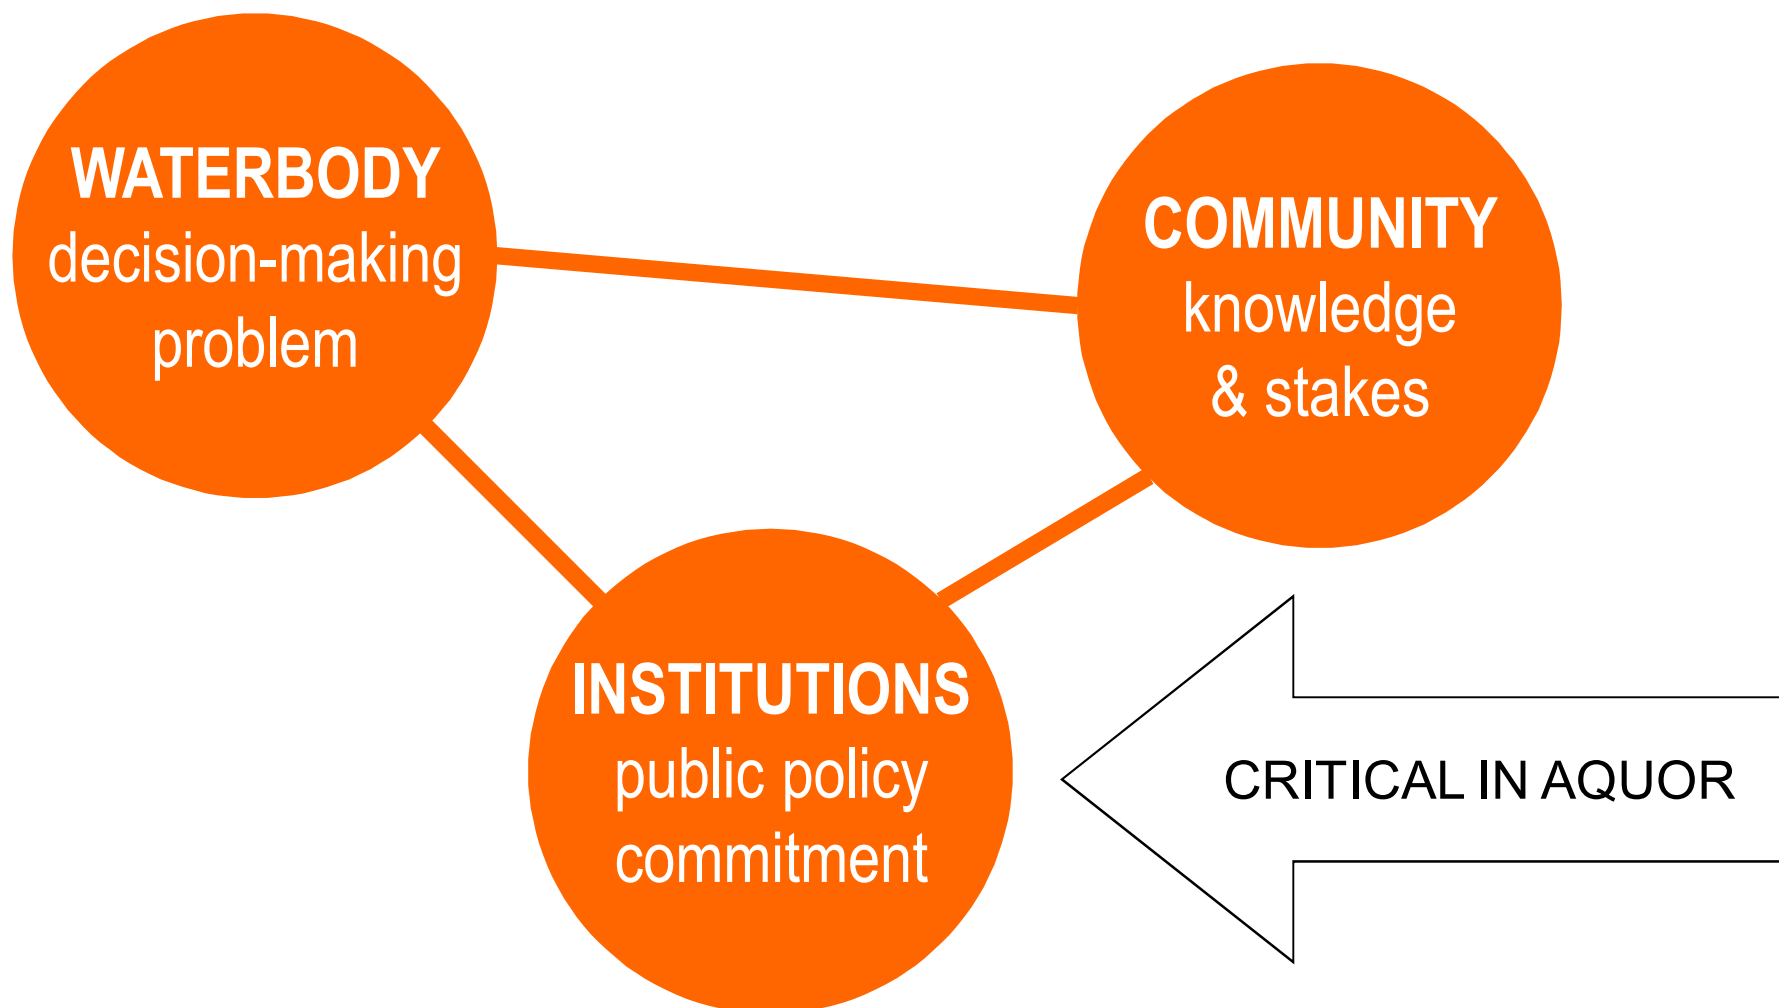 WATERBODY
decision-making
problem
COMMUNITY
knowledge
& stakes
INSTITUTIONS
public policy
commitment
CRITICAL IN AQUOR